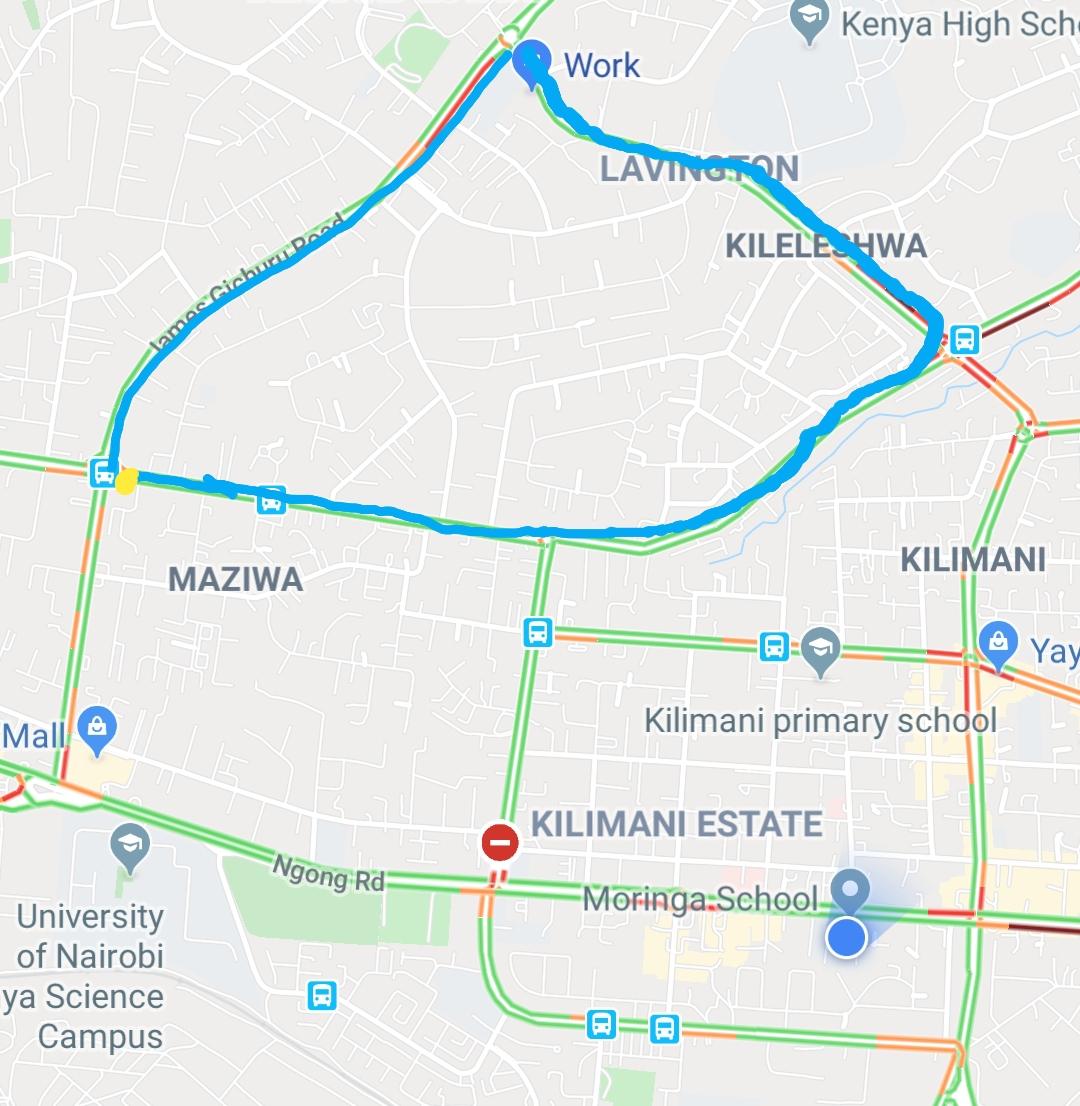 Kenya High Sch
Work
LAVINGTON
KILELESHWA
James Gichuru Road
MAZIWA
KILIMANI
Yay
Kilimani primary school
Mall
KILIMANI ESTATE
Ngong Rd
Moringa School
University
of Nairobi
ya Science
Campus